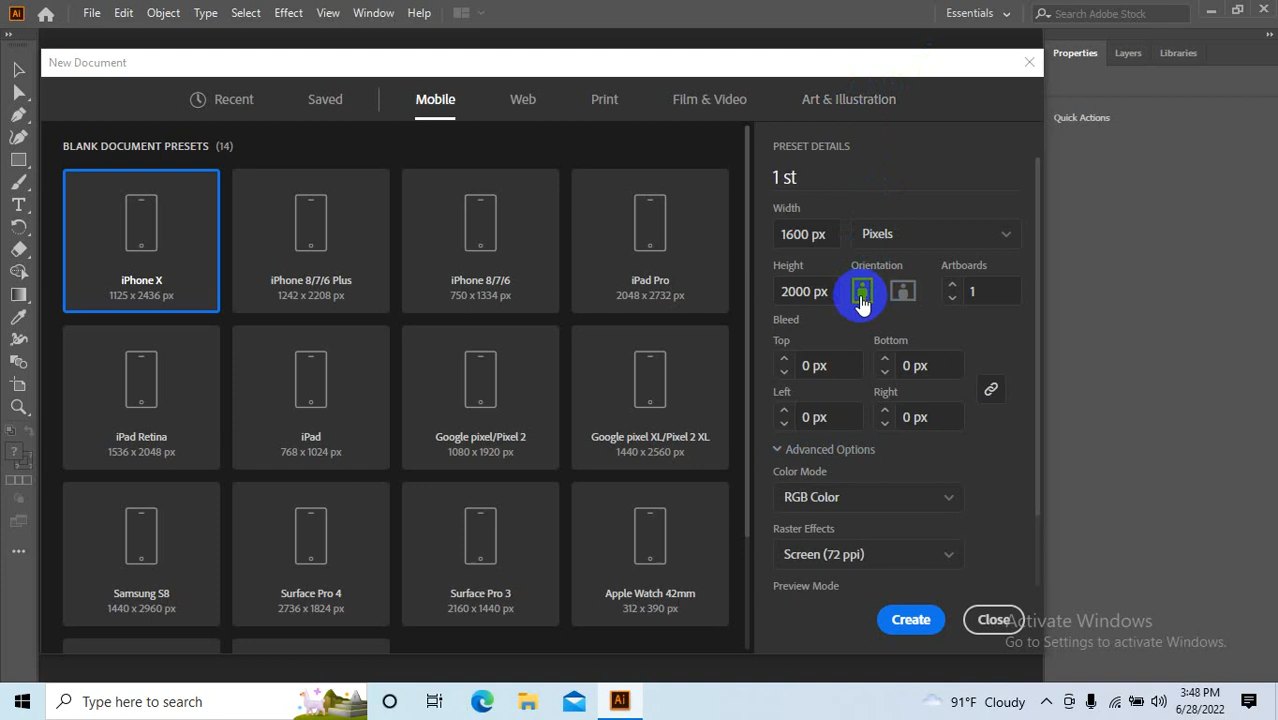 Ai File Edit Object Type Select Effect View Window Help Essentials Search Adobe Stock
New Document
Properties Layers Libraries
Recent Saved Mobile Web Print Film & Video Art & Illustration
Quick Actions
BLANK DOCUMENT PRESETS (14)
iPhone X
1125 x 2436 px
iPhone 8/7/6 Plus
1242 x 2208 px
iPhone 8/7/6
750 x 1334 px
iPad Pro
2048 x 2732 px
iPad Retina
1536 x 2048 px
iPad
768 x 1024 px
Google pixel/Pixel 2
1080 x 1920 px
Google pixel XL/Pixel 2 XL
1440 x 2560 px
Samsung S8
1440 x 2960 px
Surface Pro 4
2736 x 1824 px
Surface Pro 3
2160 x 1440 px
Apple Watch 42mm
312 x 390 px
PRESET DETAILS
1 st
Width
1600 px Pixels
Height Orientation Artboards
2000 px 1
Bleed
Top Bottom
0 px 0 px
Left Right
0 px 0 px
Advanced Options
Color Mode
RGB Color
Raster Effects
Screen (72 ppi)
Preview Mode
Create Close
Activate Windows
Go to Settings to activate Windows.
?
Type here to search
Ai
91°F Cloudy
3:48 PM
6/28/2022